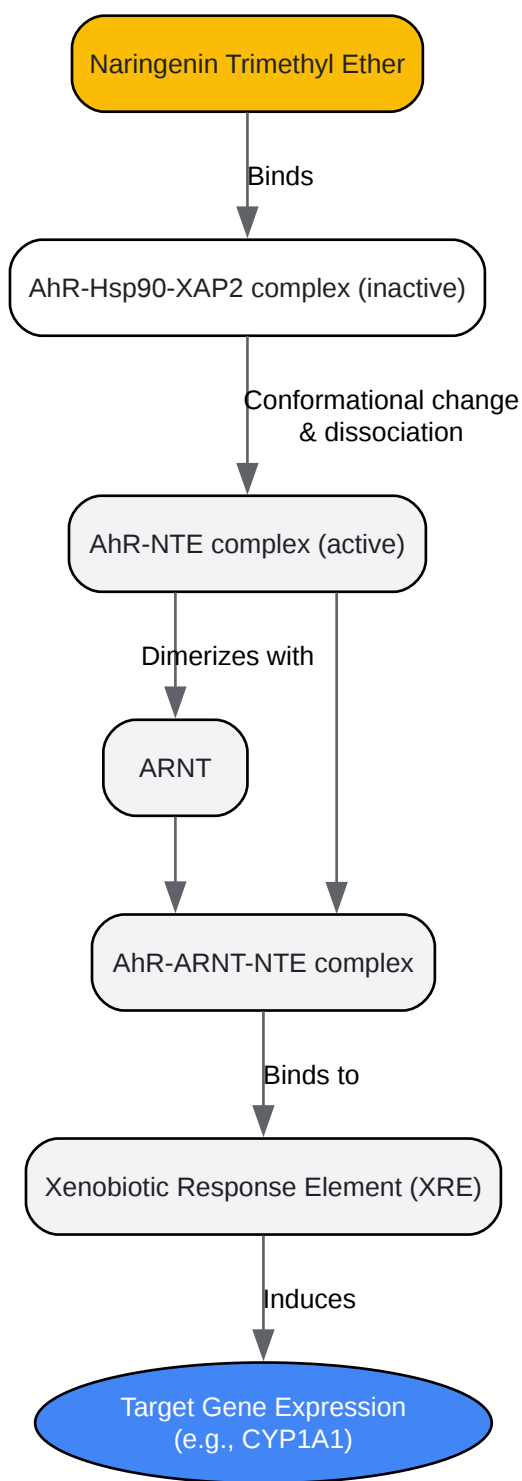 Naringenin Trimethyl Ether
Binds
AhR-Hsp90-XAP2 complex (inactive)
Conformational change
& dissociation
AhR-NTE complex (active)
Dimerizes with
ARNT
AhR-ARNT-NTE complex
Binds to
Xenobiotic Response Element (XRE)
Induces
Target Gene Expression
(e.g., CYP1A1)